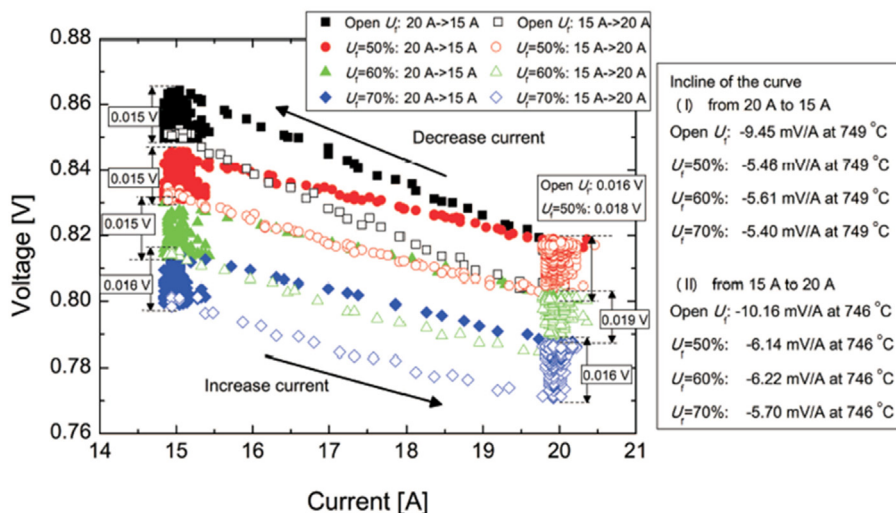 Open Uf: 20 A->15 A Open Uf: 15 A->20 A
Uf=50%: 20 A->15 A Uf=50%: 15 A->20 A
Uf=60%: 20 A->15 A Uf=60%: 15 A->20 A
Uf=70%: 20 A->15 A Uf=70%: 15 A->20 A
0.88
0.86
0.84
0.82
0.80
0.78
0.76
Voltage [V]
0.015 V
0.015 V
0.015 V
0.016 V
Decrease current
Open Uf: 0.016 V
Uf=50%: 0.018 V
0.019 V
0.016 V
Increase current
14 15 16 17 18 19 20 21
Current [A]
Incline of the curve
(I) from 20 A to 15 A
Open Uf: -9.45 mV/A at 749 °C
Uf=50%: -5.46 mV/A at 749 °C
Uf=60%: -5.61 mV/A at 749 °C
Uf=70%: -5.40 mV/A at 749 °C
(II) from 15 A to 20 A
Open Uf: -10.16 mV/A at 746 °C
Uf=50%: -6.14 mV/A at 746 °C
Uf=60%: -6.22 mV/A at 746 °C
Uf=70%: -5.70 mV/A at 746 °C